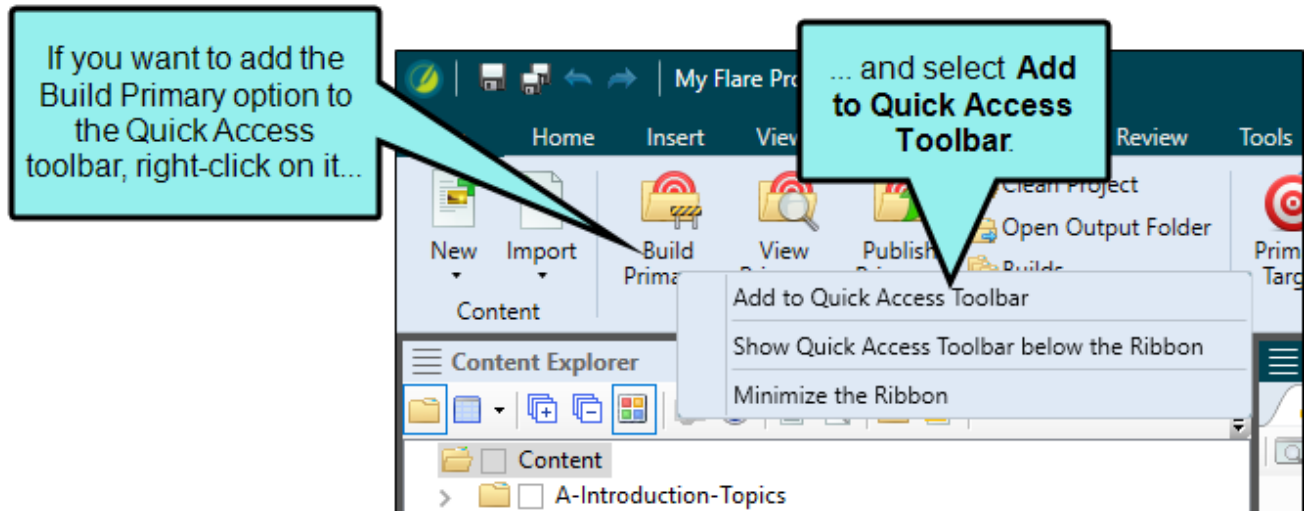 If you want to add the
Build Primary option to
the Quick Access
toolbar, right-click on it...
... and select Add
to Quick Access
Toolbar.
My Flare Pro
Home Insert View Review Tools
New Import Build View Publish
Clean Project
Open Output Folder
Builds
Content
Add to Quick Access Toolbar
Show Quick Access Toolbar below the Ribbon
Minimize the Ribbon
Content Explorer
Content
A-Introduction-Topics